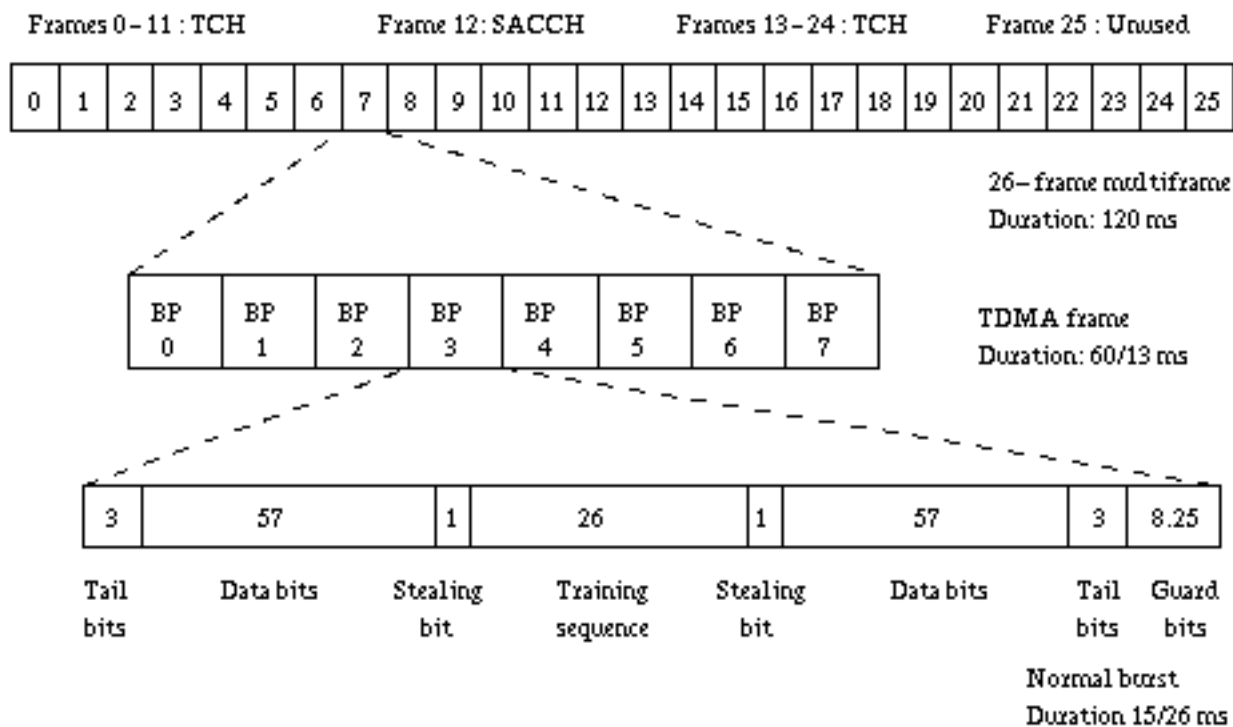 Frames 0-11 : TCH Frame 12: SACCH Frames 13-24 : TCH Frame 25 : Unused
0 1 2 3 4 5 6 7 8 9 10 11 12 13 14 15 16 17 18 19 20 21 22 23 24 25
26-frame multiframe
Duration: 120 ms
BP 0 BP 1 BP 2 BP 3 BP 4 BP 5 BP 6 BP 7
TDMA frame
Duration: 60/13 ms
3 57 1 26 1 57 3 8.25
Tail bits Data bits Stealing bit Training sequence Stealing bit Data bits Tail bits Guard bits
Normal burst
Duration 15/26 ms